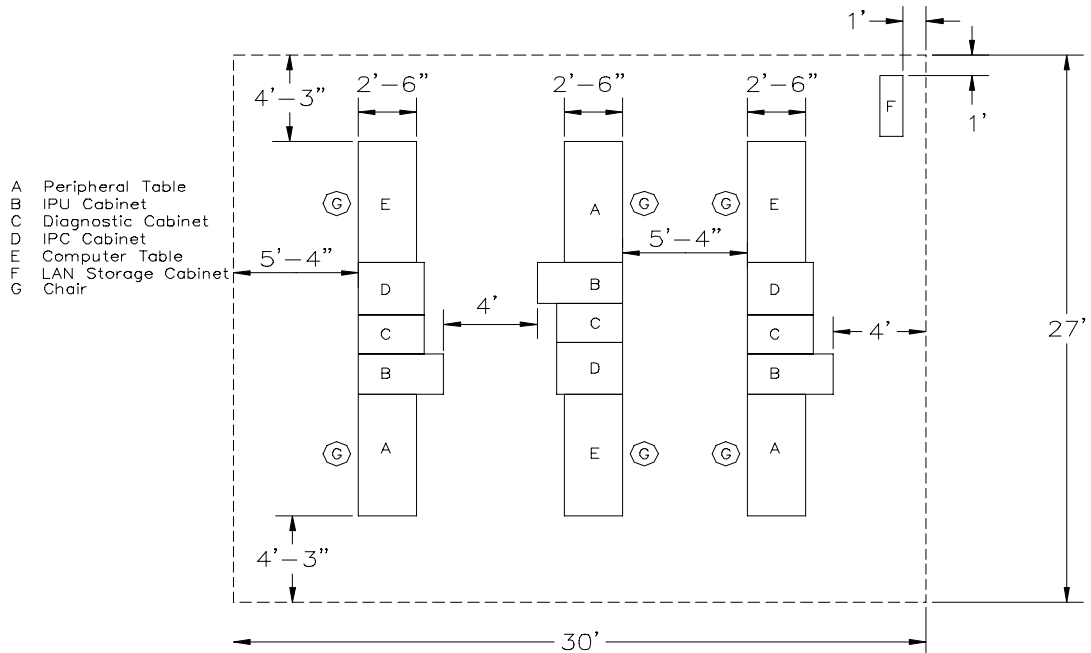 1'
4'-3"
2'-6"
2'-6"
2'-6"
F
1'
A Peripheral Table
B IPU Cabinet
C Diagnostic Cabinet
D IPC Cabinet
E Computer Table
F LAN Storage Cabinet
G Chair
G
E
A
G
G
E
5'-4"
5'-4"
D
B
D
4'
C
C
C
4'
27'
B
D
B
G
A
E
G
G
A
4'-3"
30'